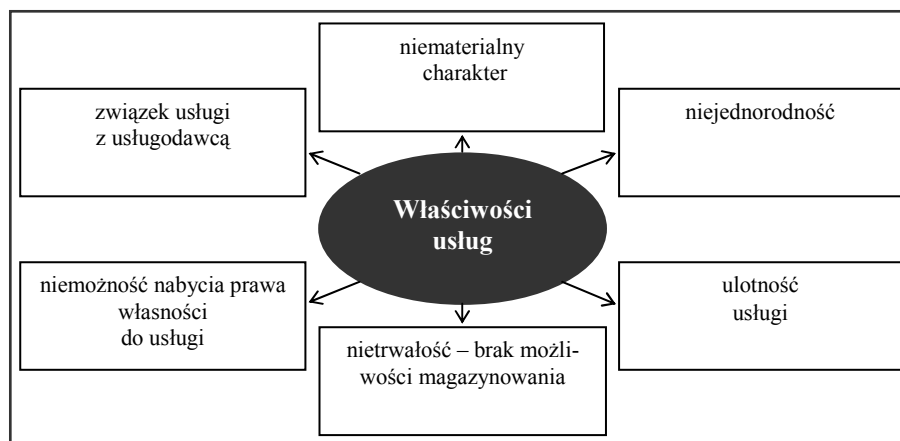 niematerialny
charakter
związek usługi
z usługodawcą
niejednorodność
Właściwości
usług
niemożność nabycia prawa
własności
do usługi
ulotność
usługi
nietrwałość – brak możli-
wości magazynowania